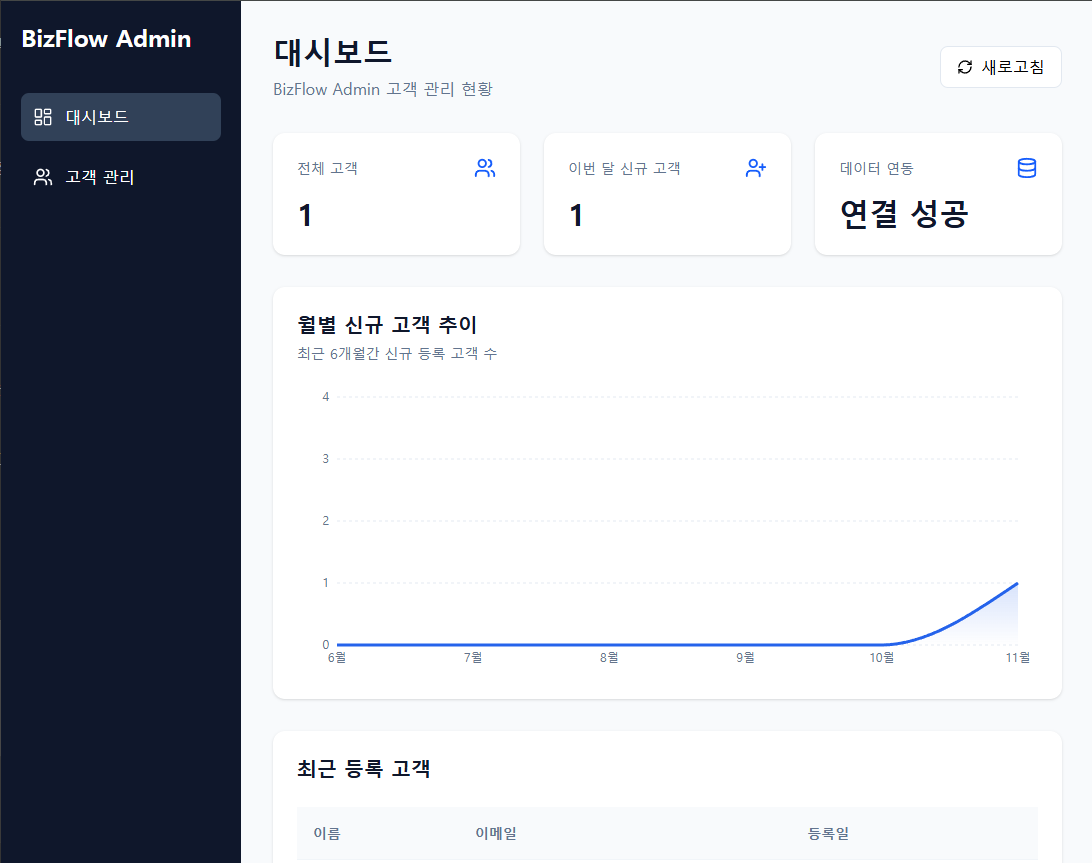 BizFlow Admin
대시보드
고객 관리
대시보드
BizFlow Admin 고객 관리 현황
새로고침
전체 고객
1
이번 달 신규 고객
1
데이터 연동
연결 성공
월별 신규 고객 추이
최근 6개월간 신규 등록 고객 수
4
3
2
1
0
6월 7월 8월 9월 10월 11월
최근 등록 고객
이름 이메일 등록일